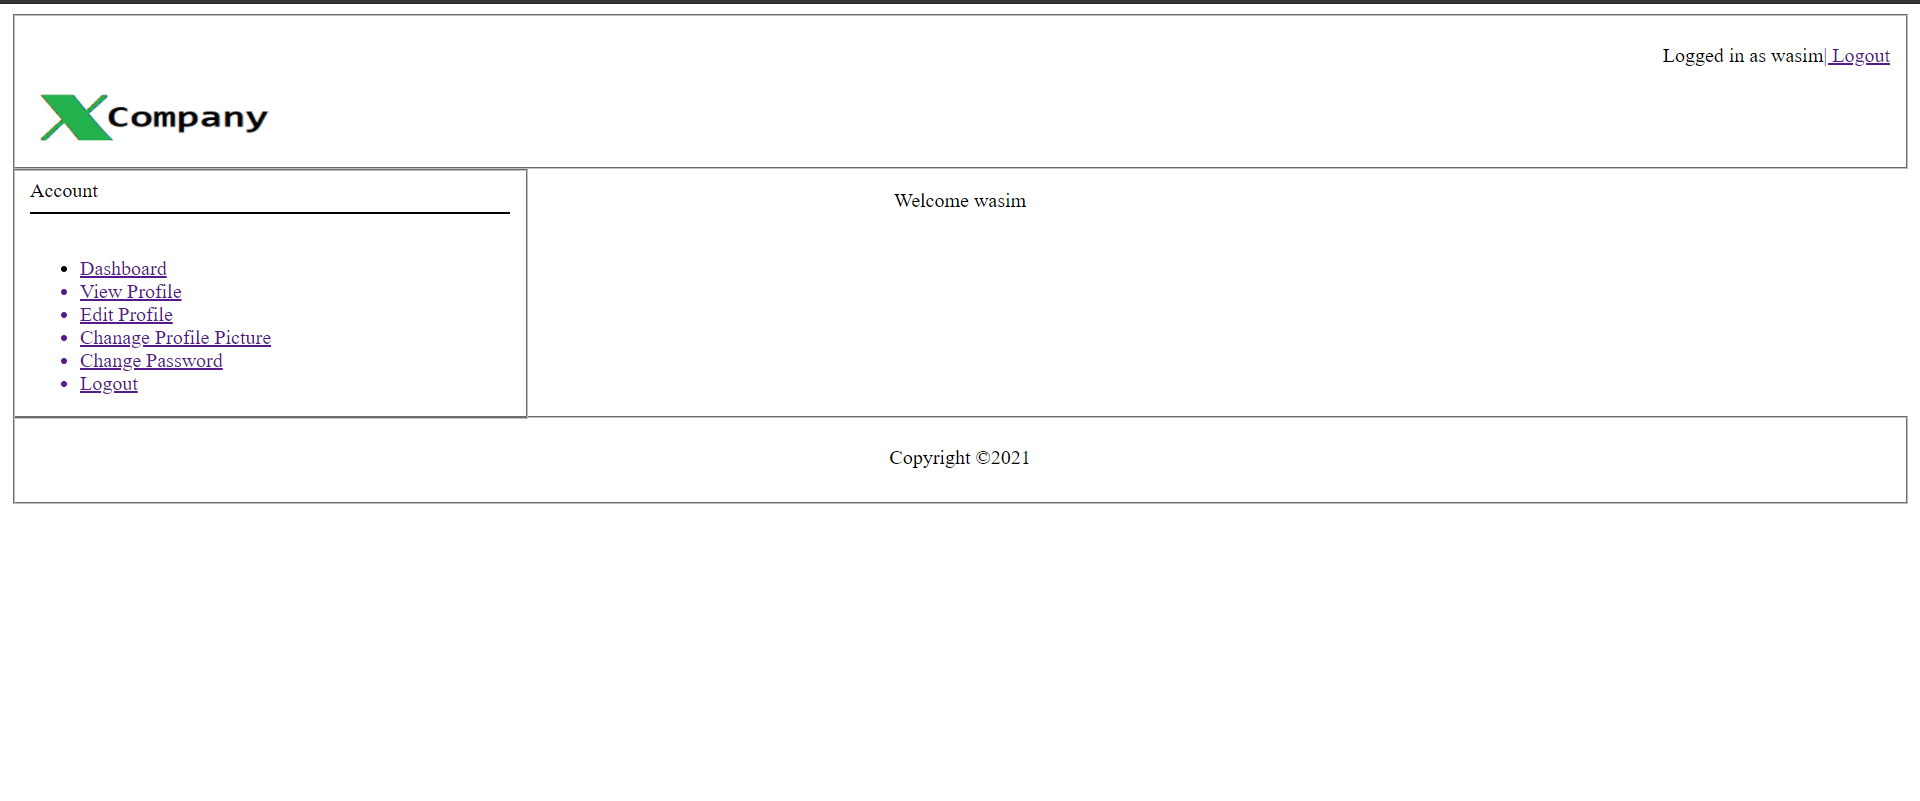 Logged in as wasim| Logout
XCompany
Account
Welcome wasim
Dashboard
View Profile
Edit Profile
Chanage Profile Picture
Change Password
Logout
Copyright ©2021